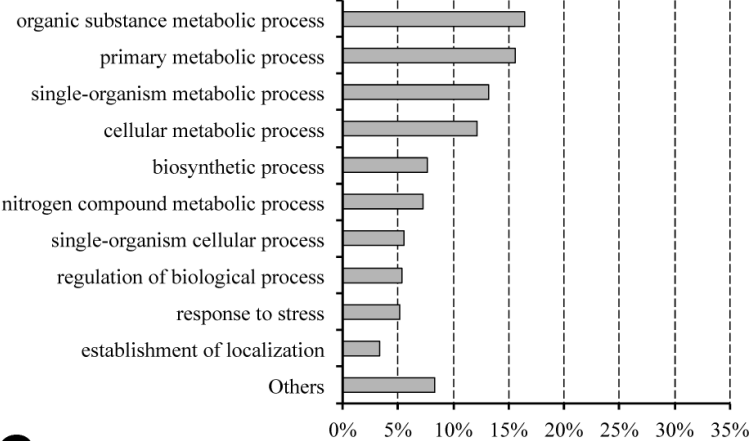 organic substance metabolic process
primary metabolic process
single-organism metabolic process
cellular metabolic process
biosynthetic process
nitrogen compound metabolic process
single-organism cellular process
regulation of biological process
response to stress
establishment of localization
Others
0% 5% 10% 15% 20% 25% 30% 35%